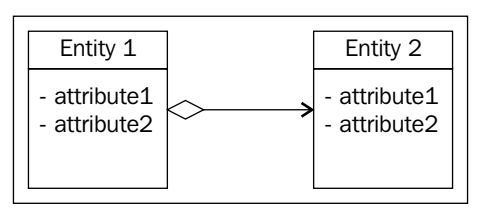 Entity 1
- attribute1
- attribute2
Entity 2
- attribute1
- attribute2